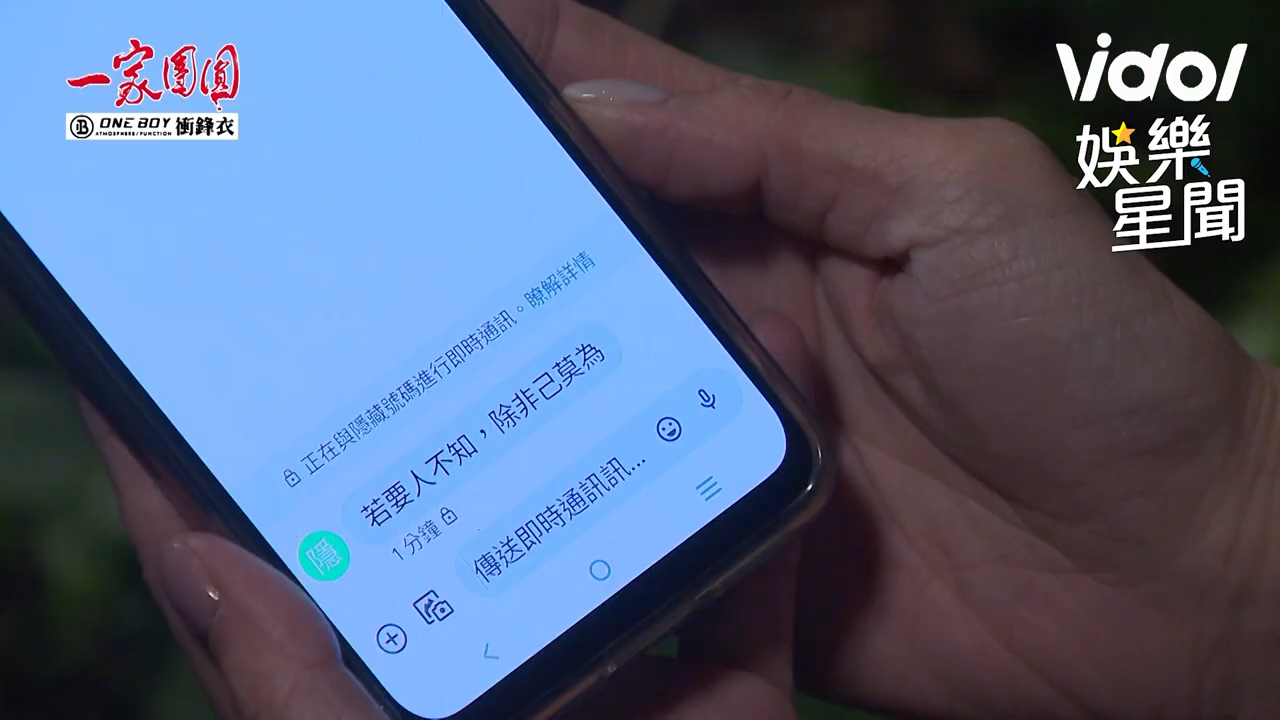 一家團圓
ONE BOY 衝鋒衣
ATMOSPHERE/FUNCTION
Vidol
娛樂
星聞
正在與隱藏號碼進行即時通訊。瞭解詳情
若要人不知，除非己莫為
隱
1 分鐘
傳送即時通訊訊...